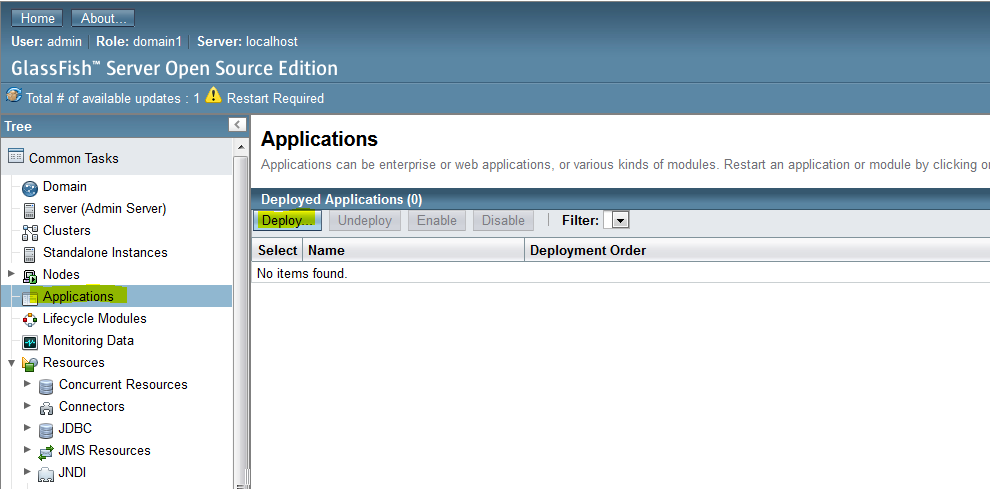 Home About...
User: admin Role: domain1 Server: localhost
GlassFish™ Server Open Source Edition
Total # of available updates : 1 Restart Required
Tree
Common Tasks
Domain
server (Admin Server)
Clusters
Standalone Instances
Nodes
Applications
Lifecycle Modules
Monitoring Data
Resources
Concurrent Resources
Connectors
JDBC
JMS Resources
JNDI
Applications
Applications can be enterprise or web applications, or various kinds of modules. Restart an application or module by clicking o
Deployed Applications (0)
Deploy... Undeploy Enable Disable Filter:
Select Name Deployment Order
No items found.